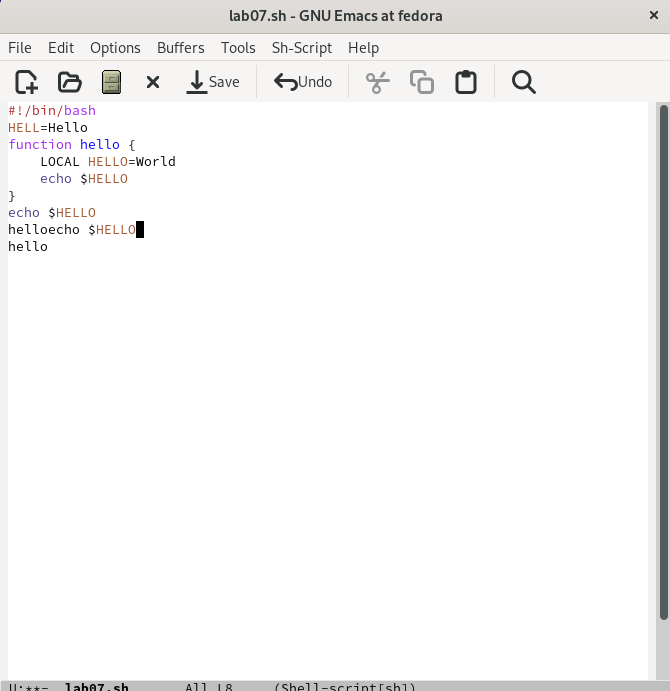 lab07.sh - GNU Emacs at fedora
File Edit Options Buffers Tools Sh-Script Help
Save Undo
#!/bin/bash
HELL=Hello
function hello {
    LOCAL HELLO=World
    echo $HELLO
}
echo $HELLO
helloecho $HELLO
hello
U:**- lab07.sh All L8 (Shell-script[sh])